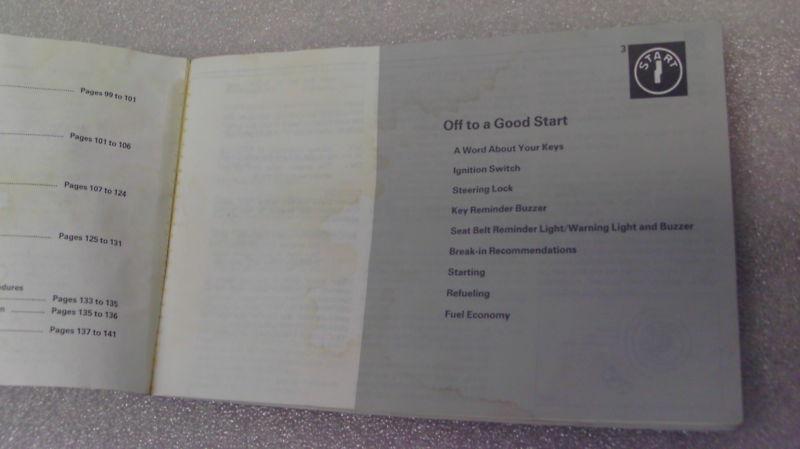 Pages 99 to 101
Pages 101 to 106
Pages 107 to 124
Pages 125 to 131
dures
Pages 133 to 135
n Pages 135 to 136
Pages 137 to 141
3
START
Off to a Good Start
A Word About Your Keys
Ignition Switch
Steering Lock
Key Reminder Buzzer
Seat Belt Reminder Light/Warning Light and Buzzer
Break-in Recommendations
Starting
Refueling
Fuel Economy